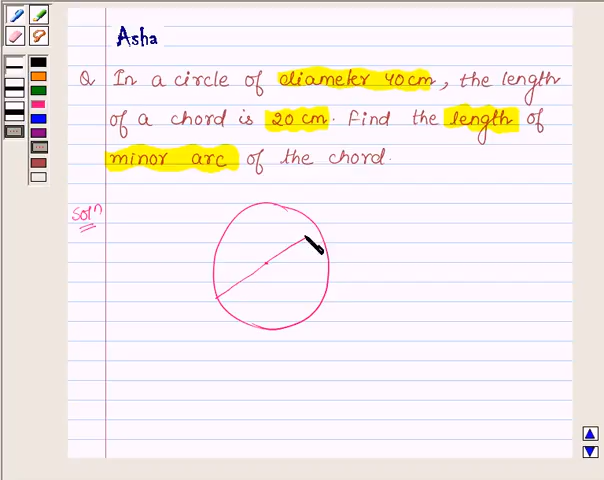 Asha
Q In a circle of diameter 40cm, the length
of a chord is 20 cm. Find the length of
minor arc of the chord.
Solⁿ